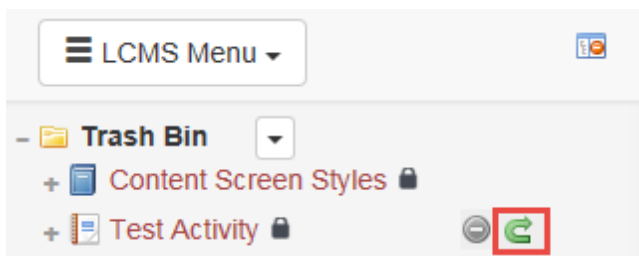 LCMS Menu
Trash Bin
Content Screen Styles
Test Activity